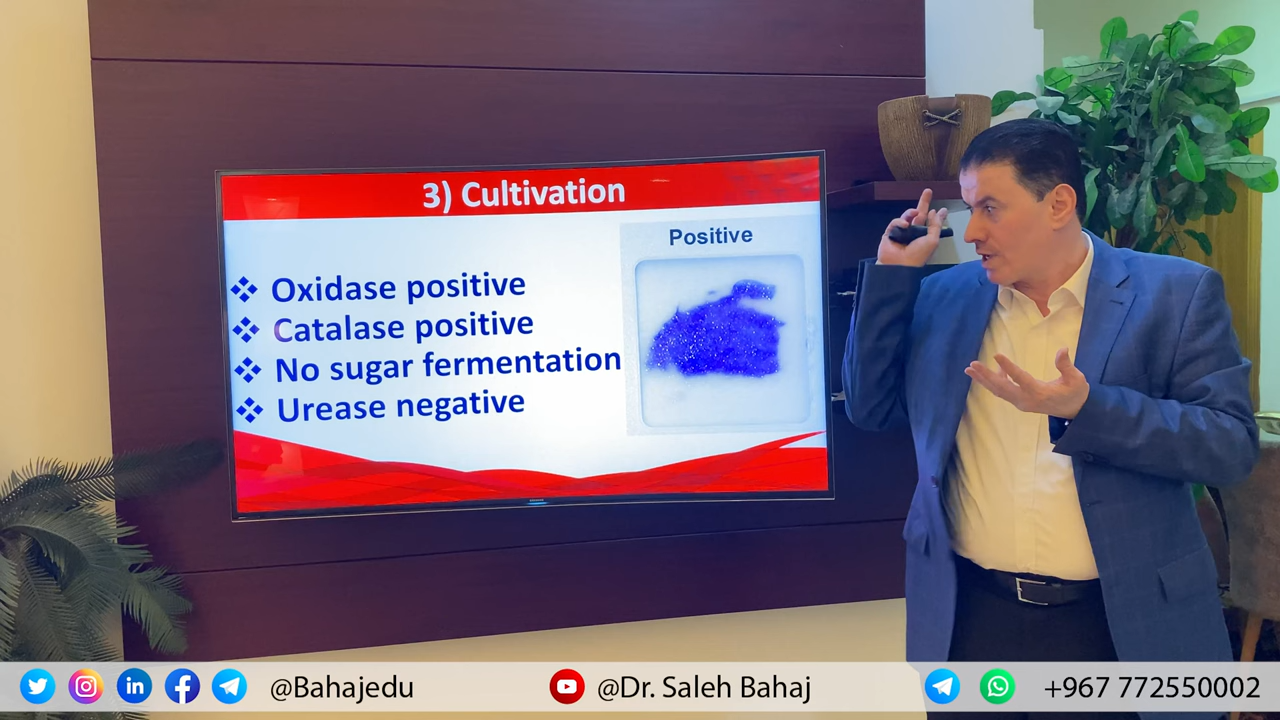 3) Cultivation
Positive
❖ Oxidase positive
❖ Catalase positive
❖ No sugar fermentation
❖ Urease negative
@Bahajedu
@Dr. Saleh Bahaj
+967 772550002